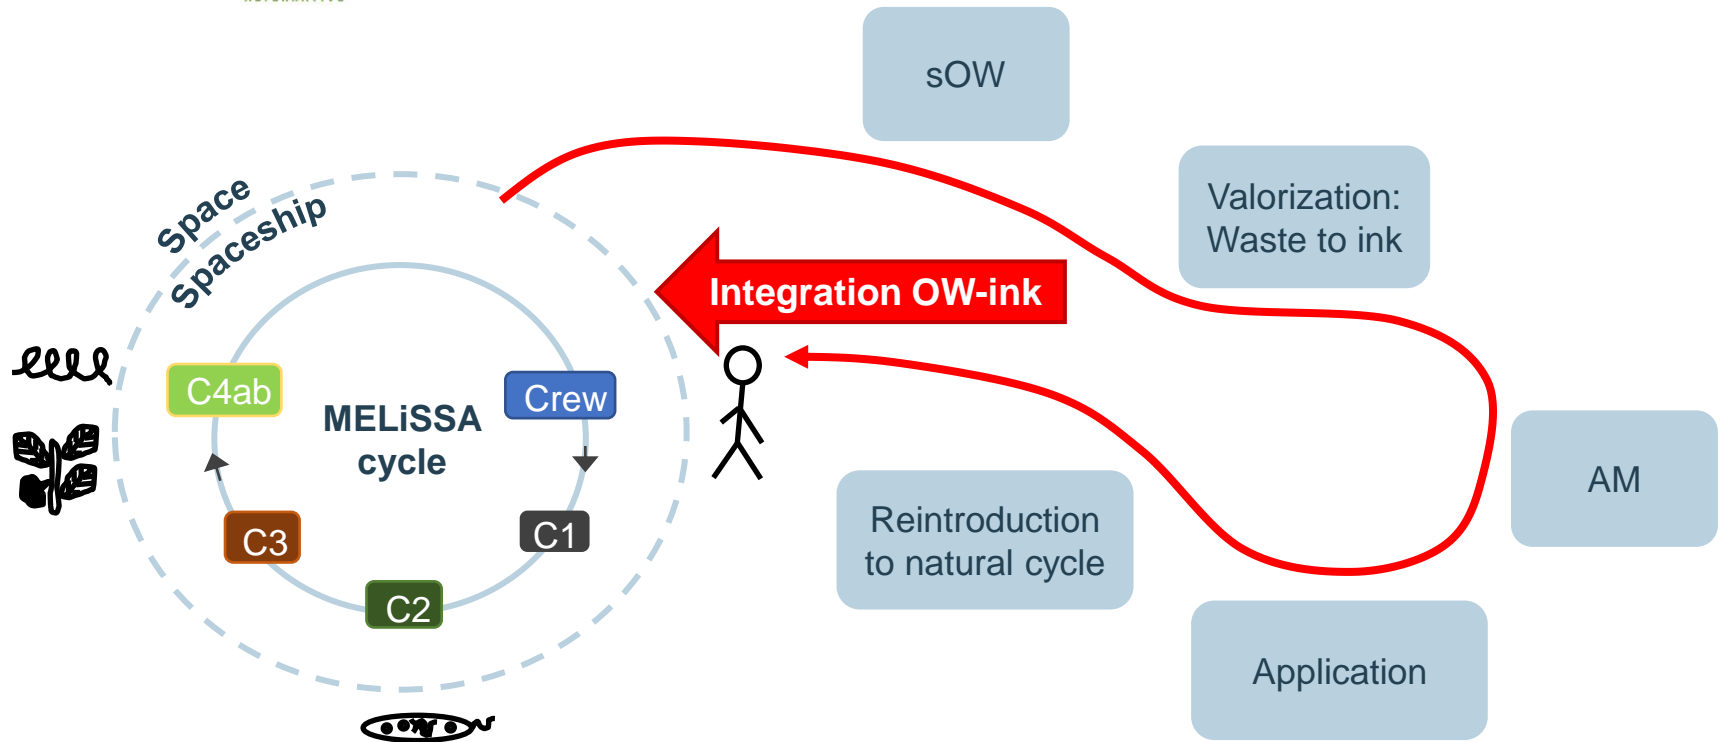 sOW
Valorization:
Waste to ink
Space
Spaceship
Integration OW-ink
C4ab
Crew
MELiSSA
cycle
C3
C1
C2
Reintroduction
to natural cycle
AM
Application